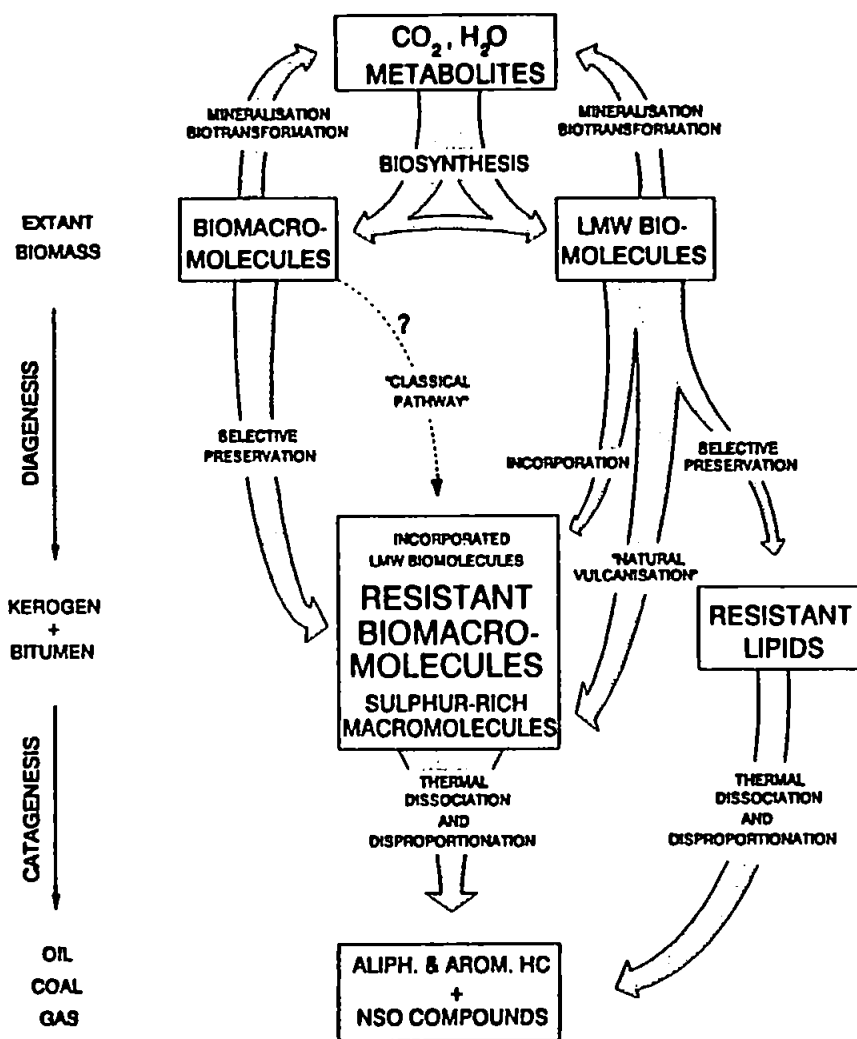 CO2, H2O
METABOLITES
MINERALISATION
BIOTRANSFORMATION
MINERALISATION
BIOTRANSFORMATION
BIOSYNTHESIS
EXTANT
BIOMASS
BIOMACRO-
MOLECULES
LMW BIO-
MOLECULES
?
"CLASSICAL
PATHWAY"
DIAGENESIS
SELECTIVE
PRESERVATION
INCORPORATION
SELECTIVE
PRESERVATION
INCORPORATED
LMW BIOMOLECULES
RESISTANT
BIOMACRO-
MOLECULES
SULPHUR-RICH
MACROMOLECULES
"NATURAL
VULCANISATION"
KEROGEN
+
BITUMEN
RESISTANT
LIPIDS
CATAGENESIS
THERMAL
DISSOCIATION
AND
DISPROPORTIONATION
THERMAL
DISSOCIATION
AND
DISPROPORTIONATION
OIL
COAL
GAS
ALIPH. & AROM. HC
+
NSO COMPOUNDS